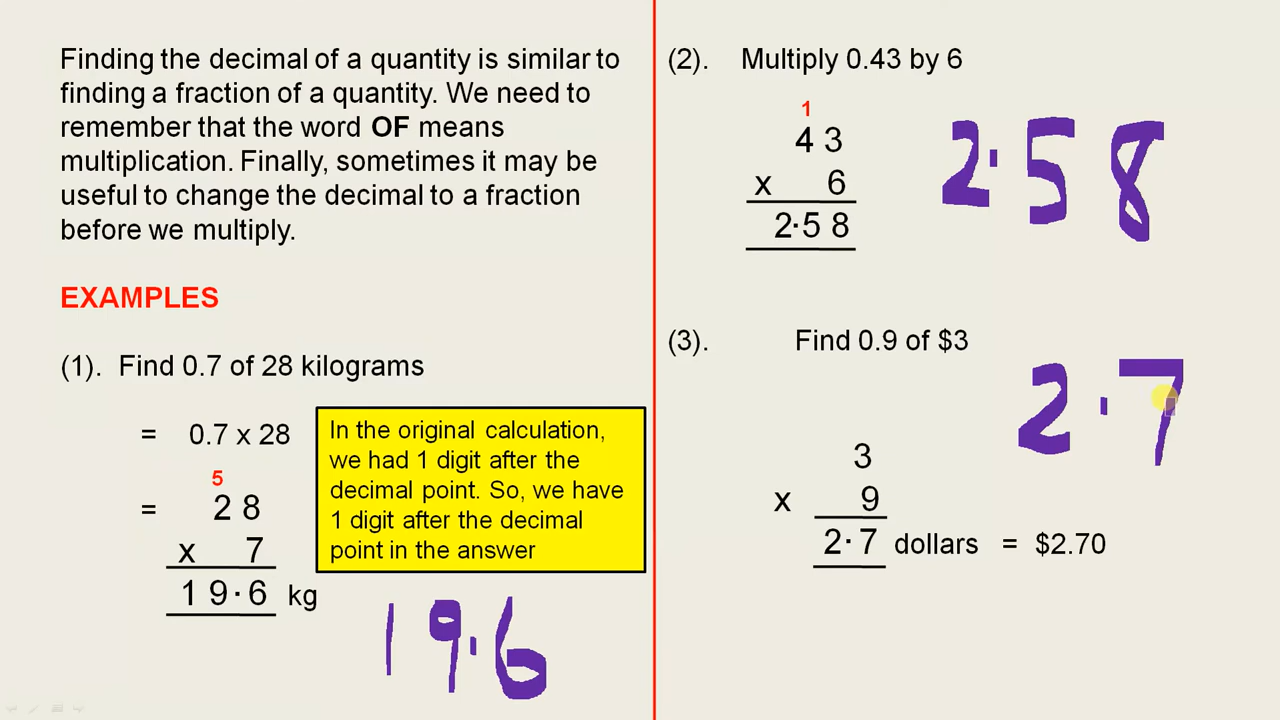 Finding the decimal of a quantity is similar to
finding a fraction of a quantity. We need to
remember that the word OF means
multiplication. Finally, sometimes it may be
useful to change the decimal to a fraction
before we multiply.
EXAMPLES
(1). Find 0.7 of 28 kilograms
= 0.7 x 28
5
= 2 8
x 7
1 9·6 kg
In the original calculation,
we had 1 digit after the
decimal point. So, we have
1 digit after the decimal
point in the answer
19·6
(2). Multiply 0.43 by 6
1
4 3
x 6
2·5 8
2·58
(3). Find 0.9 of $3
3
x 9
2·7 dollars = $2.70
2·7